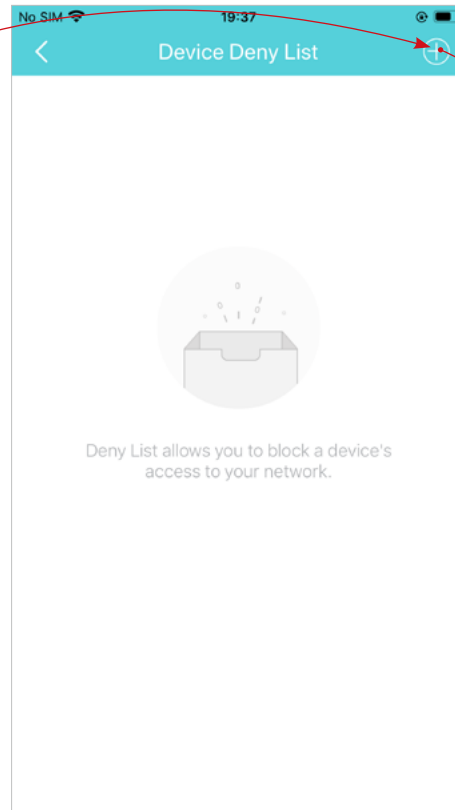 No SIM
19:37
Device Deny List
Deny List allows you to block a device's
access to your network.